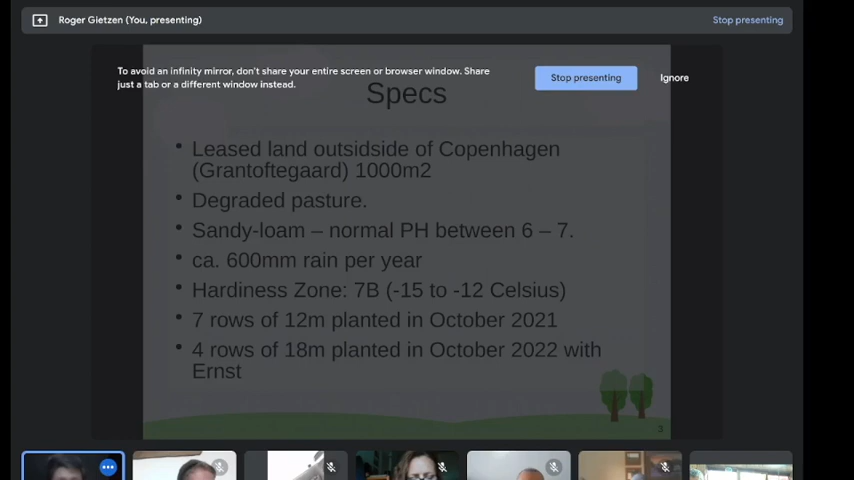 Roger Gietzen (You, presenting)
Stop presenting
To avoid an infinity mirror, don't share your entire screen or browser window. Share
just a tab or a different window instead.
Stop presenting
Ignore
Specs
• Leased land outsidside of Copenhagen
(Grantoftegaard) 1000m2
• Degraded pasture.
• Sandy-loam – normal PH between 6 – 7.
• ca. 600mm rain per year
• Hardiness Zone: 7B (-15 to -12 Celsius)
• 7 rows of 12m planted in October 2021
• 4 rows of 18m planted in October 2022 with
Ernst
3